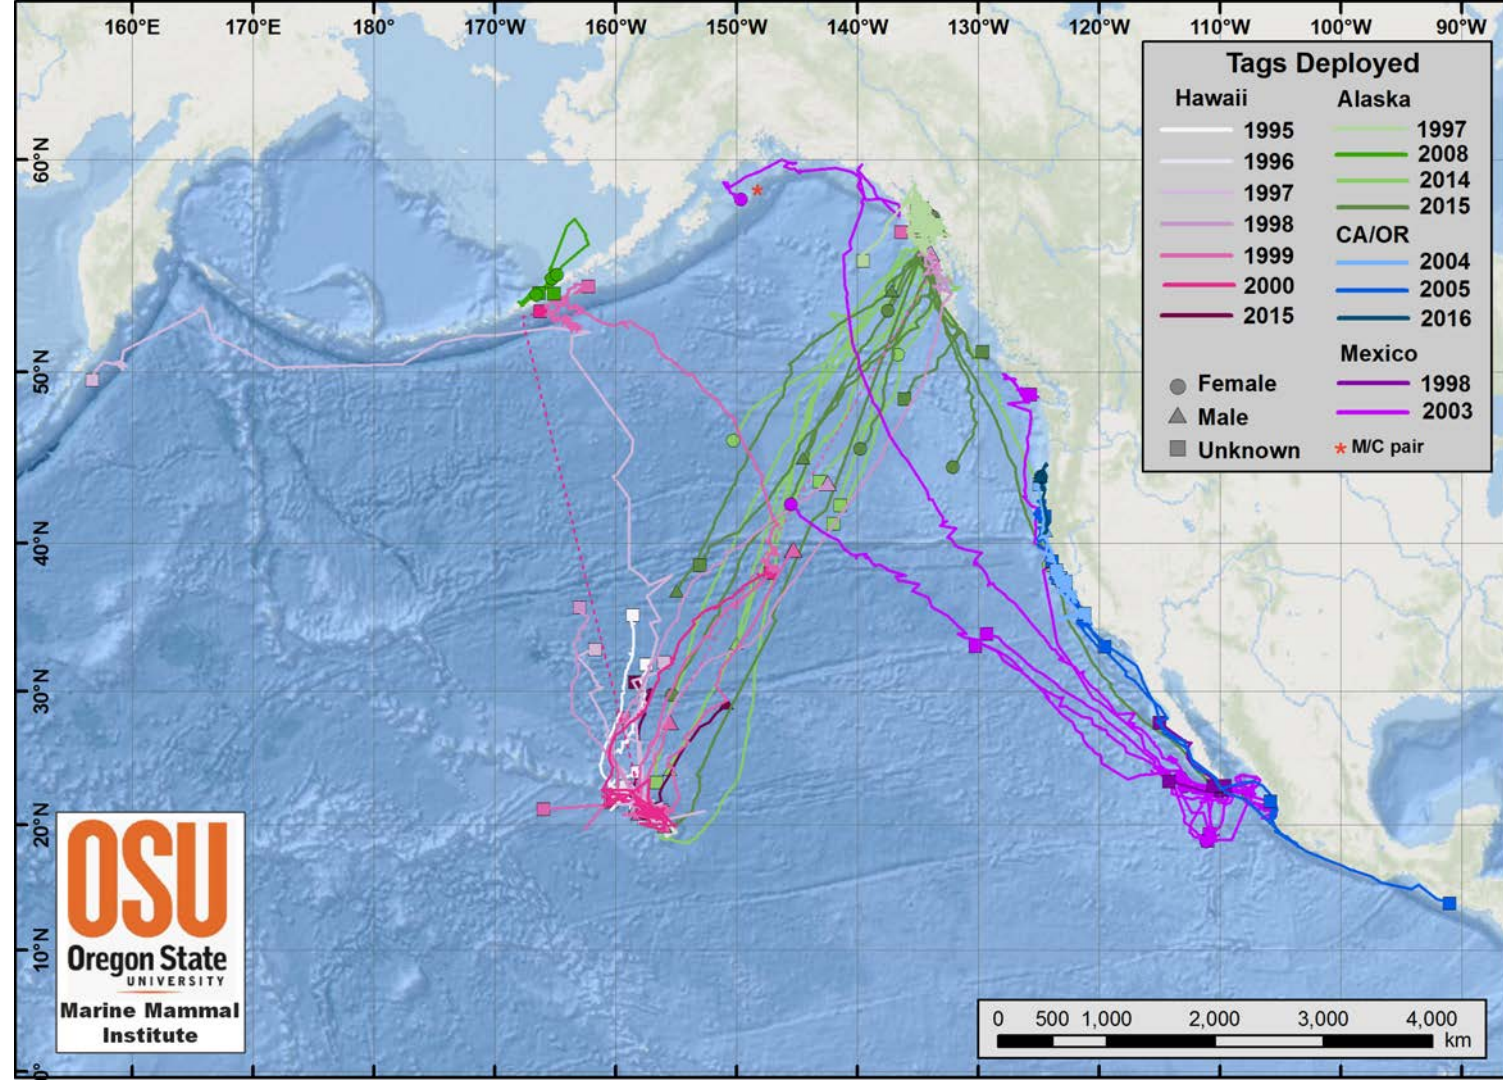 160°E 170°E 180° 170°W 160°W 150°W 140°W 130°W 120°W 110°W 100°W 90°W
Tags Deployed
Hawaii Alaska
1995 1997
1996 2008
1997 2014
1998 2015
1999 CA/OR
2000 2004
2015 2005
2016
Mexico
Female 1998
Male 2003
Unknown * M/C pair
60°N
50°N
40°N
30°N
20°N
10°N
0°
OSU
Oregon State
UNIVERSITY
Marine Mammal
Institute
0 500 1,000 2,000 3,000 4,000
km